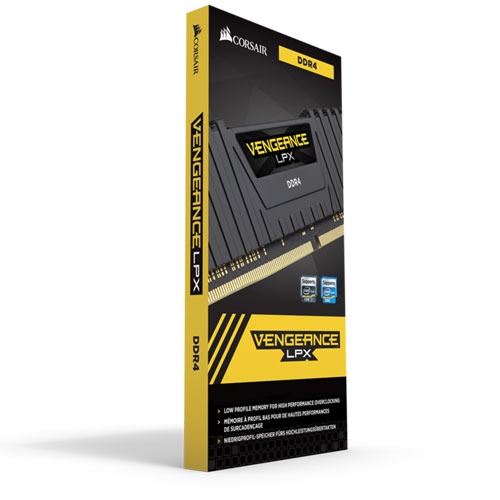 CORSAIR
DDR4
VENGEANCE
LPX
DDR4
VENGEANCE
LPX
LOW PROFILE MEMORY FOR HIGH PERFORMANCE OVERCLOCKING
MÉMOIRE À PROFIL BAS POUR DE HAUTES PERFORMANCES
DE SURCADENÇAGE
NIEDRIGPROFIL-SPEICHER FÜRS HOCHLEISTUNGSÜBERTAKTEN
CORSAIR
VENGEANCE LPX
DDR4